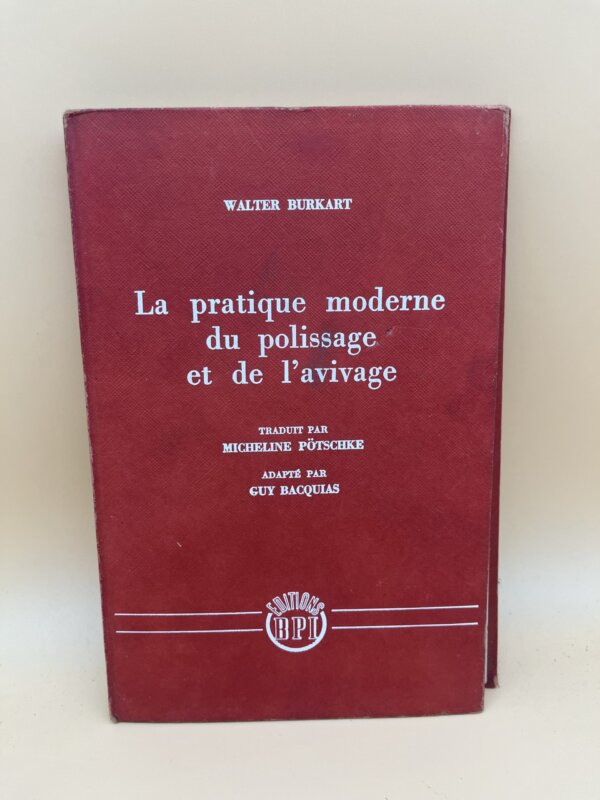 WALTER BURKART
La pratique moderne
du polissage
et de l'avivage
TRADUIT PAR
MICHELINE PÖTSCHKE
ADAPTÉ PAR
GUY BACQUIAS
EDITIONS
BPI